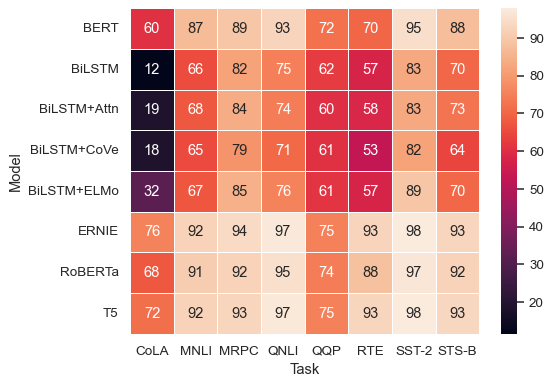 BERT 60 87 89 93 72 70 95 88
BiLSTM 12 66 82 75 62 57 83 70
BiLSTM+Attn 19 68 84 74 60 58 83 73
BiLSTM+CoVe 18 65 79 71 61 53 82 64
BiLSTM+ELMo 32 67 85 76 61 57 89 70
ERNIE 76 92 94 97 75 93 98 93
RoBERTa 68 91 92 95 74 88 97 92
T5 72 92 93 97 75 93 98 93
CoLA MNLI MRPC QNLI QQP RTE SST-2 STS-B
Task
Model
90
80
70
60
50
40
30
20